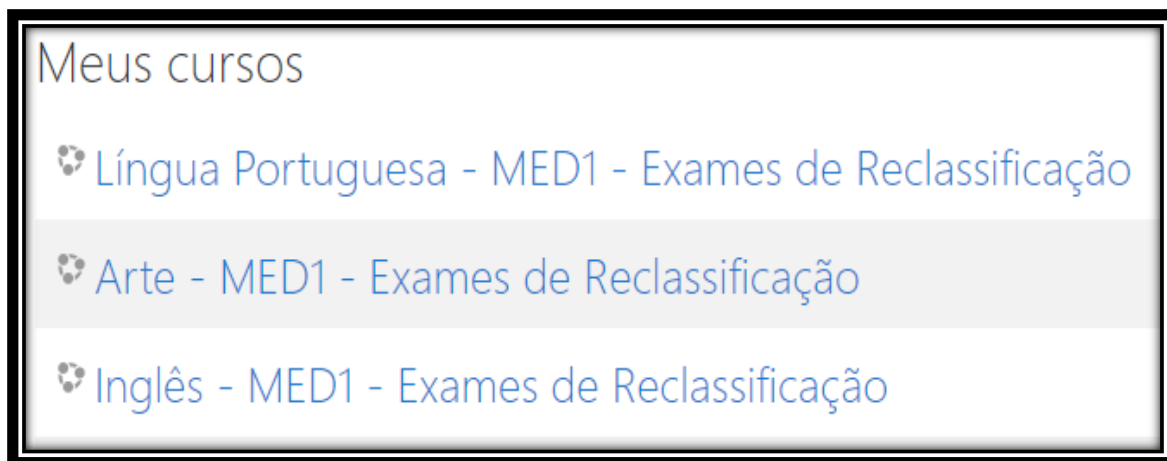 Meus cursos
Língua Portuguesa - MED1 - Exames de Reclassificação
Arte - MED1 - Exames de Reclassificação
Inglês - MED1 - Exames de Reclassificação